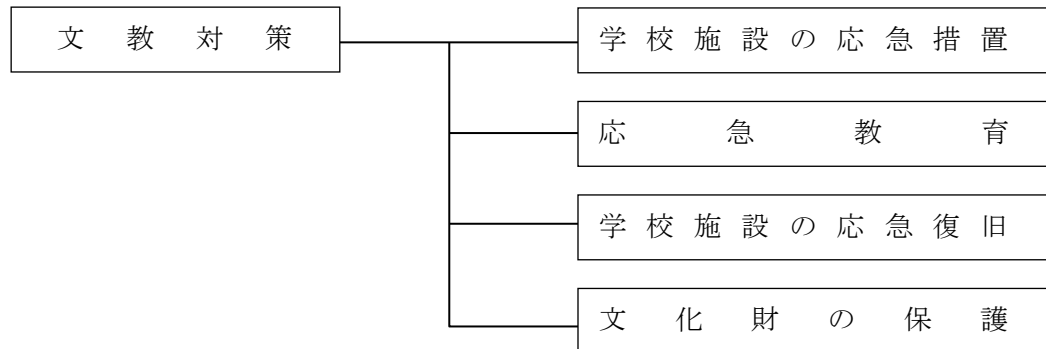 文教対策
学校施設の応急措置
応急教育
学校施設の応急復旧
文化財の保護